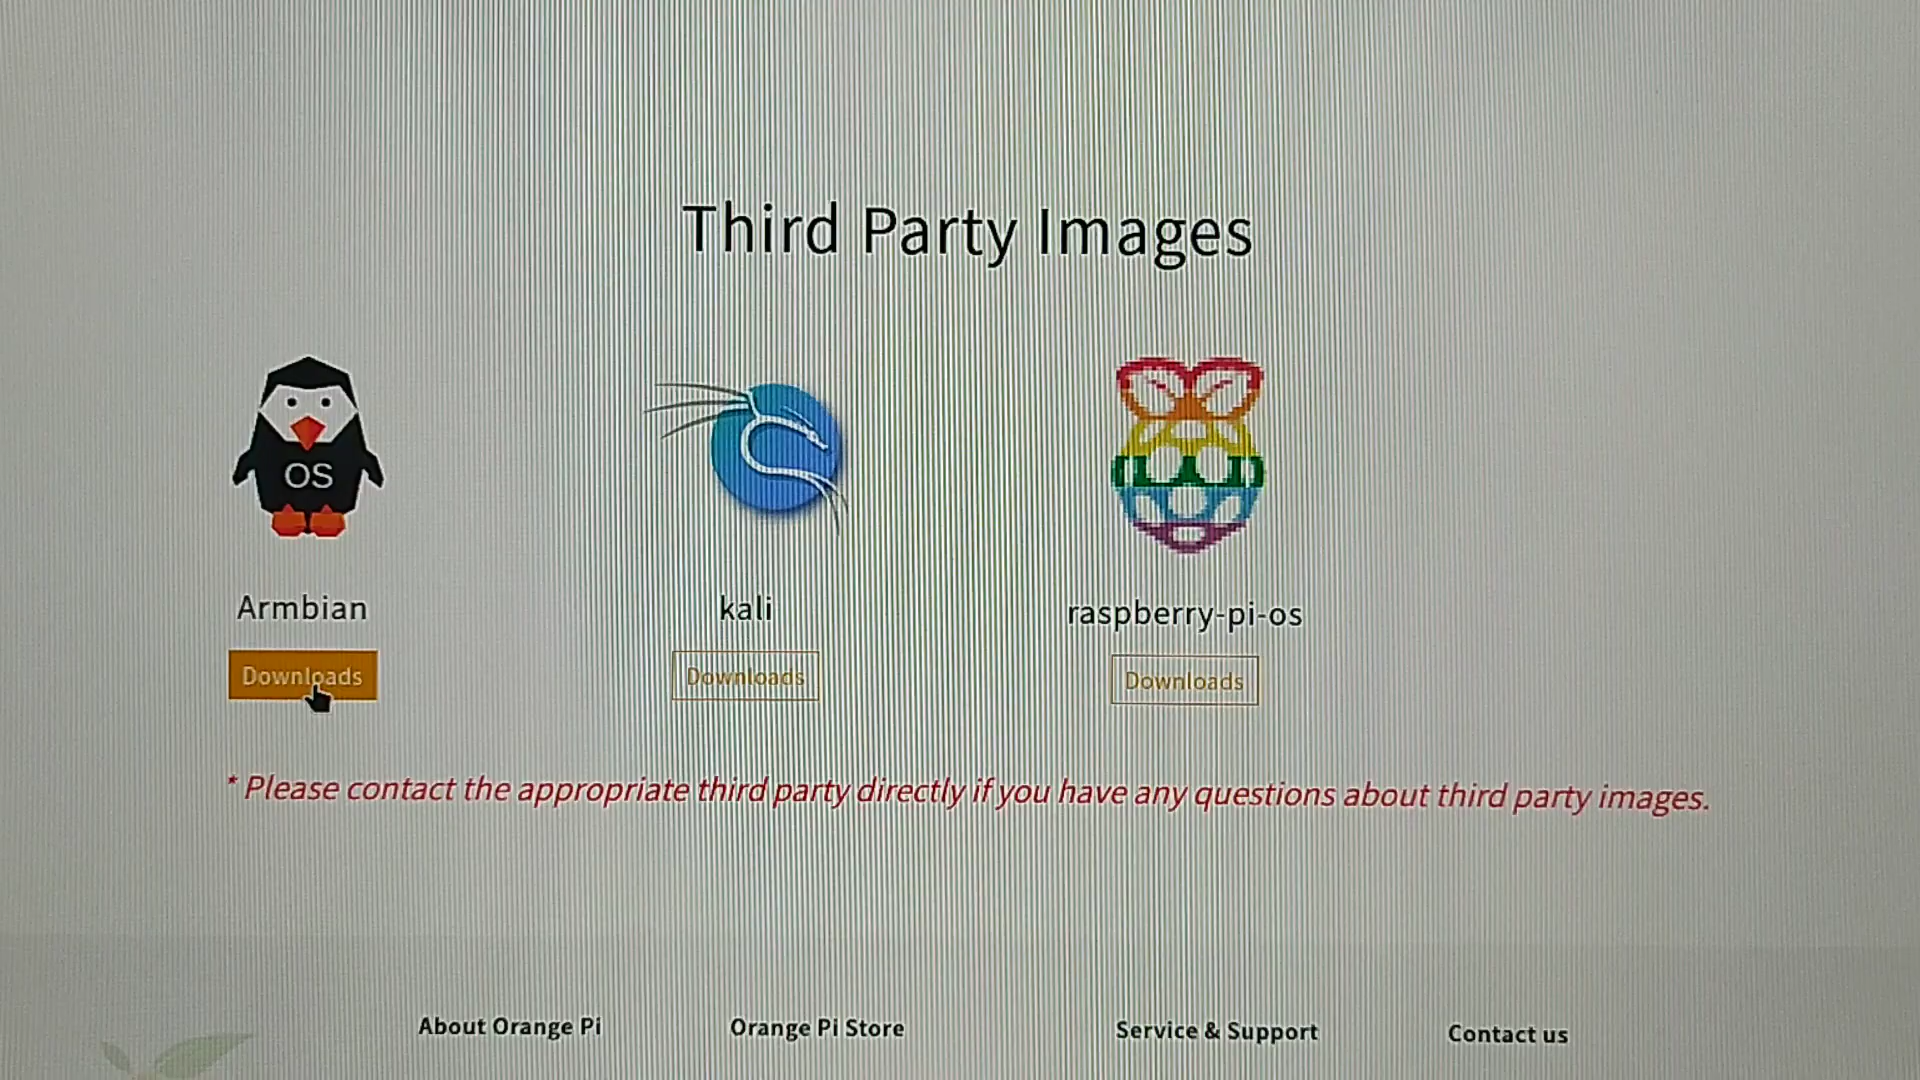 Third Party Images
OS
Armbian
kali
raspberry-pi-os
Downloads
Downloads
Downloads
* Please contact the appropriate third party directly if you have any questions about third party images.
About Orange Pi
Orange Pi Store
Service & Support
Contact us